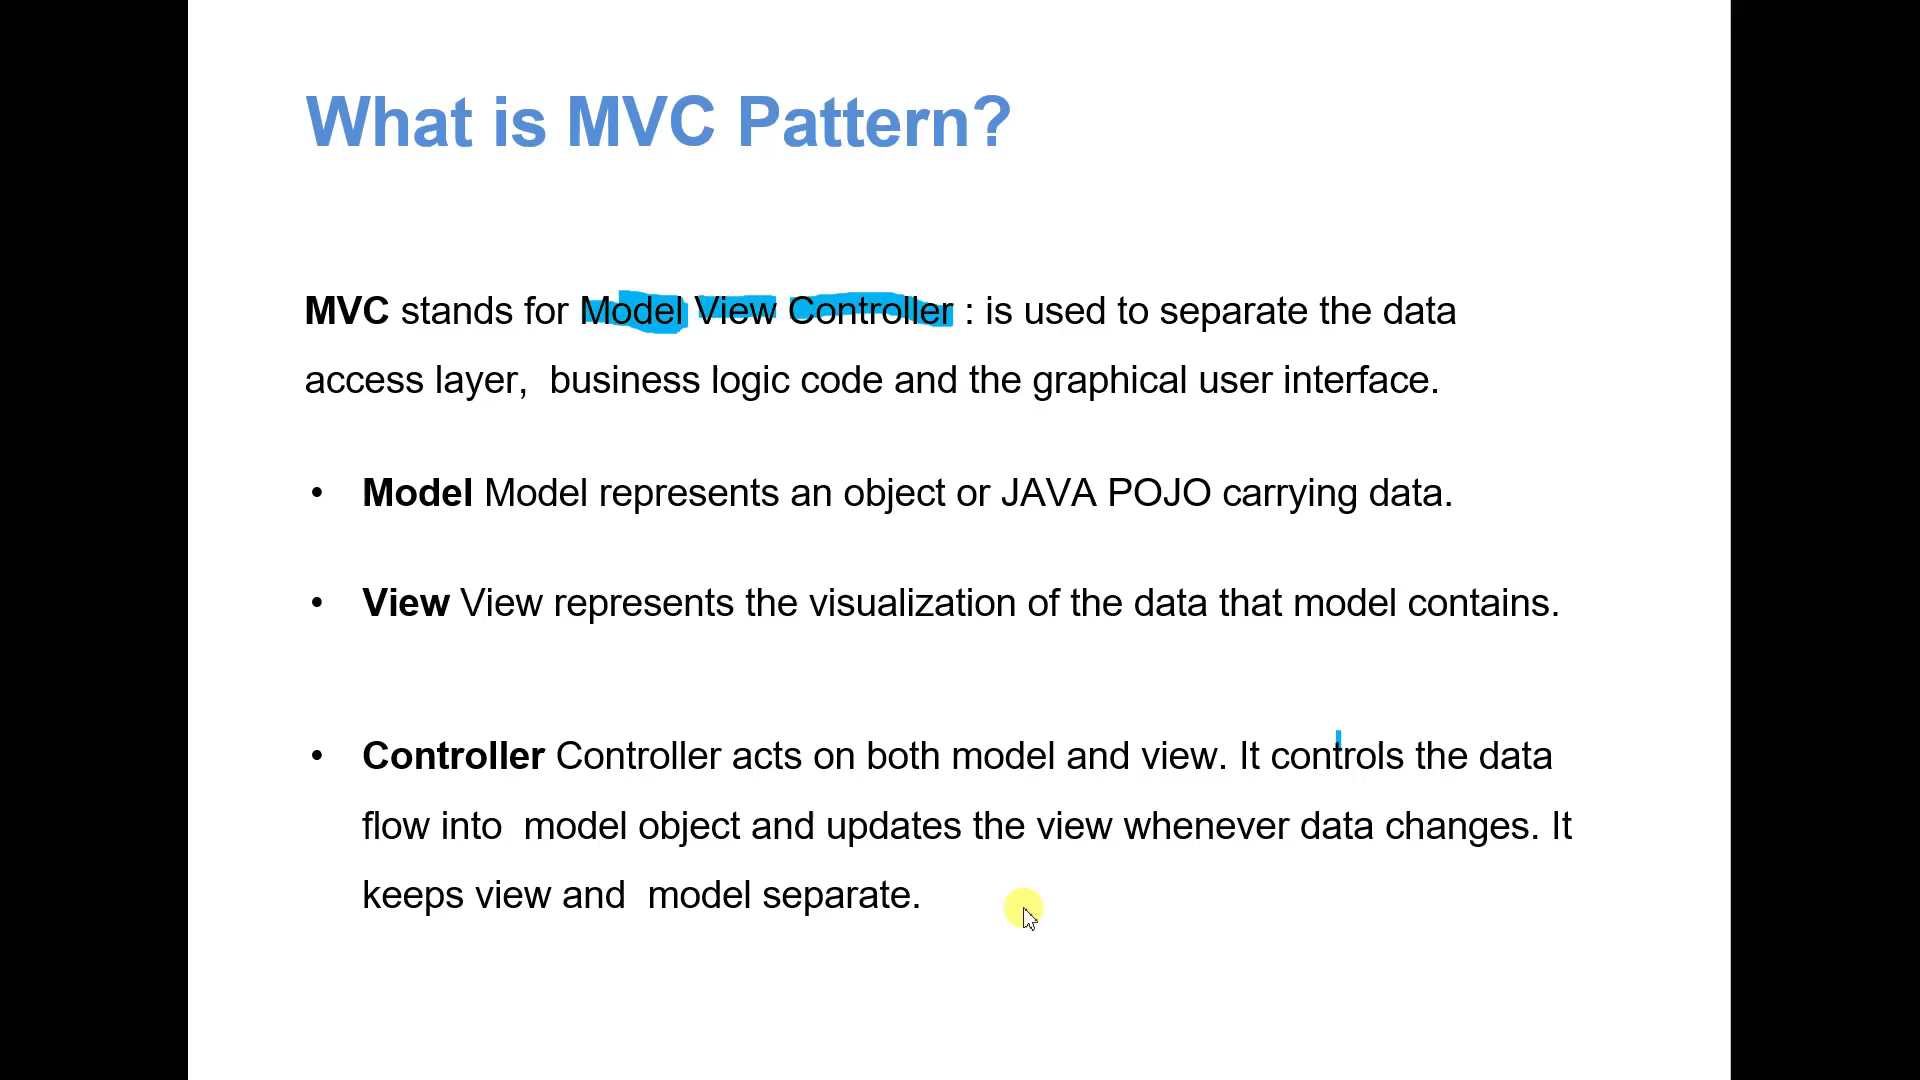 What is MVC Pattern?
MVC stands for Model View Controller : is used to separate the data
access layer,  business logic code and the graphical user interface.
• Model Model represents an object or JAVA POJO carrying data.
• View View represents the visualization of the data that model contains.
• Controller Controller acts on both model and view. It controls the data
flow into  model object and updates the view whenever data changes. It
keeps view and  model separate.